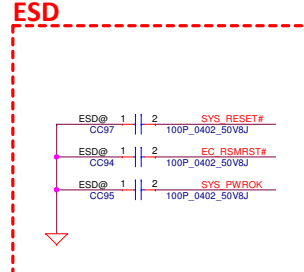 ESD
ESD@ 1 2 SYS_RESET#
CC97 100P_0402_50V8J
ESD@ 1 2 EC_RSMRST#
CC94 100P_0402_50V8J
ESD@ 1 2 SYS_PWROK
CC95 100P_0402_50V8J